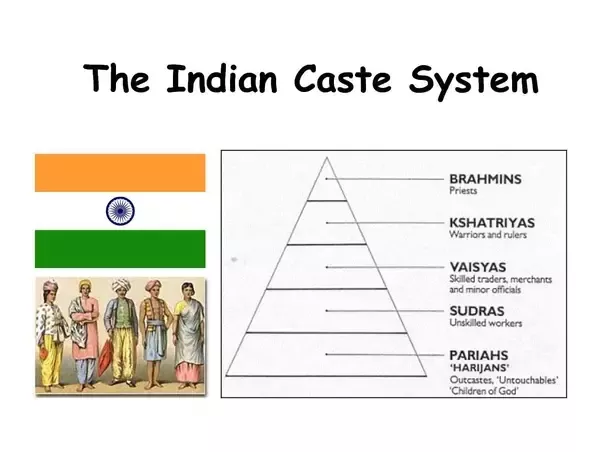 The Indian Caste System
BRAHMINS
Priests
KSHATRIYAS
Warriors and rulers
VAISYAS
Skilled traders, merchants
and minor officials
SUDRAS
Unskilled workers
PARIAHS
'HARIJANS'
Outcastes, 'Untouchables'
'Children of God'